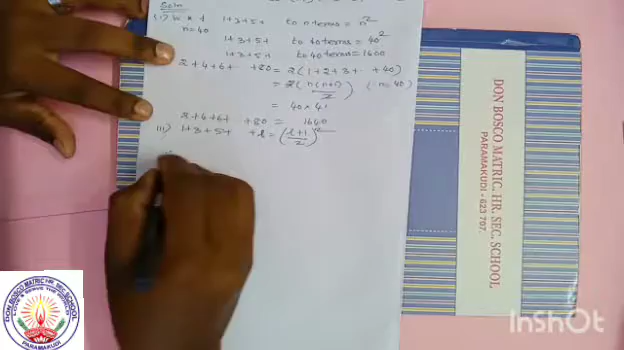 Soln
(i) W.K.T 1+3+5+ to n terms = n²
n=40 1+3+5+ to 40 terms = 40²
1+3+5+ to 40 terms = 1600
2+4+6+ +80 = 2(1+2+3+ +40)
= 2(n(n+1)/2) (n=40)
= 40×41
2+4+6+ +80 = 1640
iii) 1+3+5+ +l = (l+1/2)²
DON BOSCO MATRIC. HR. SEC. SCHOOL
PARAMAKUDI - 623 707.
DON BOSCO MATRIC HR SEC. SCHOOL
PARAMAKUDI
InShOt